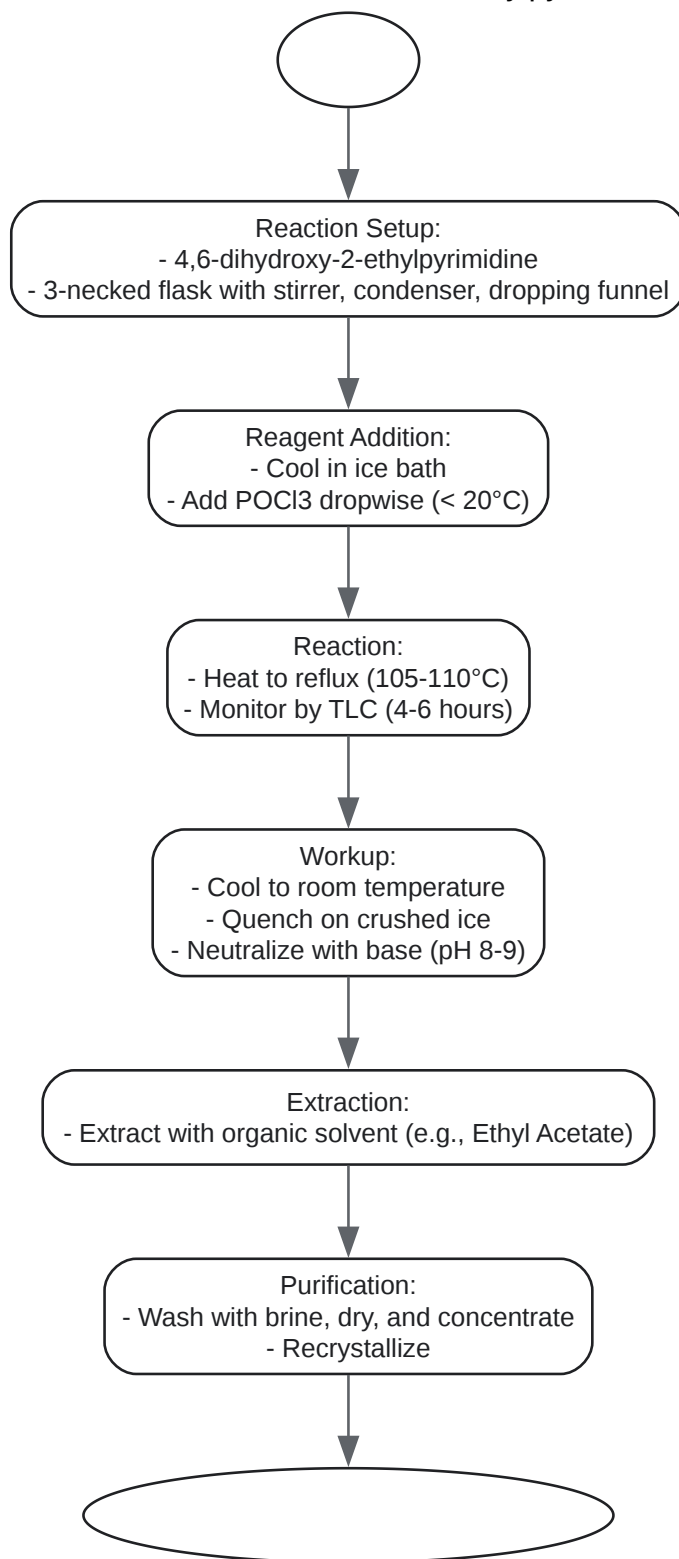 Reaction Setup:
- 4,6-dihydroxy-2-ethylpyrimidine
- 3-necked flask with stirrer, condenser, dropping funnel
Reagent Addition:
- Cool in ice bath
- Add POCl3 dropwise (< 20°C)
Reaction:
- Heat to reflux (105-110°C)
- Monitor by TLC (4-6 hours)
Workup:
- Cool to room temperature
- Quench on crushed ice
- Neutralize with base (pH 8-9)
Extraction:
- Extract with organic solvent (e.g., Ethyl Acetate)
Purification:
- Wash with brine, dry, and concentrate
- Recrystallize